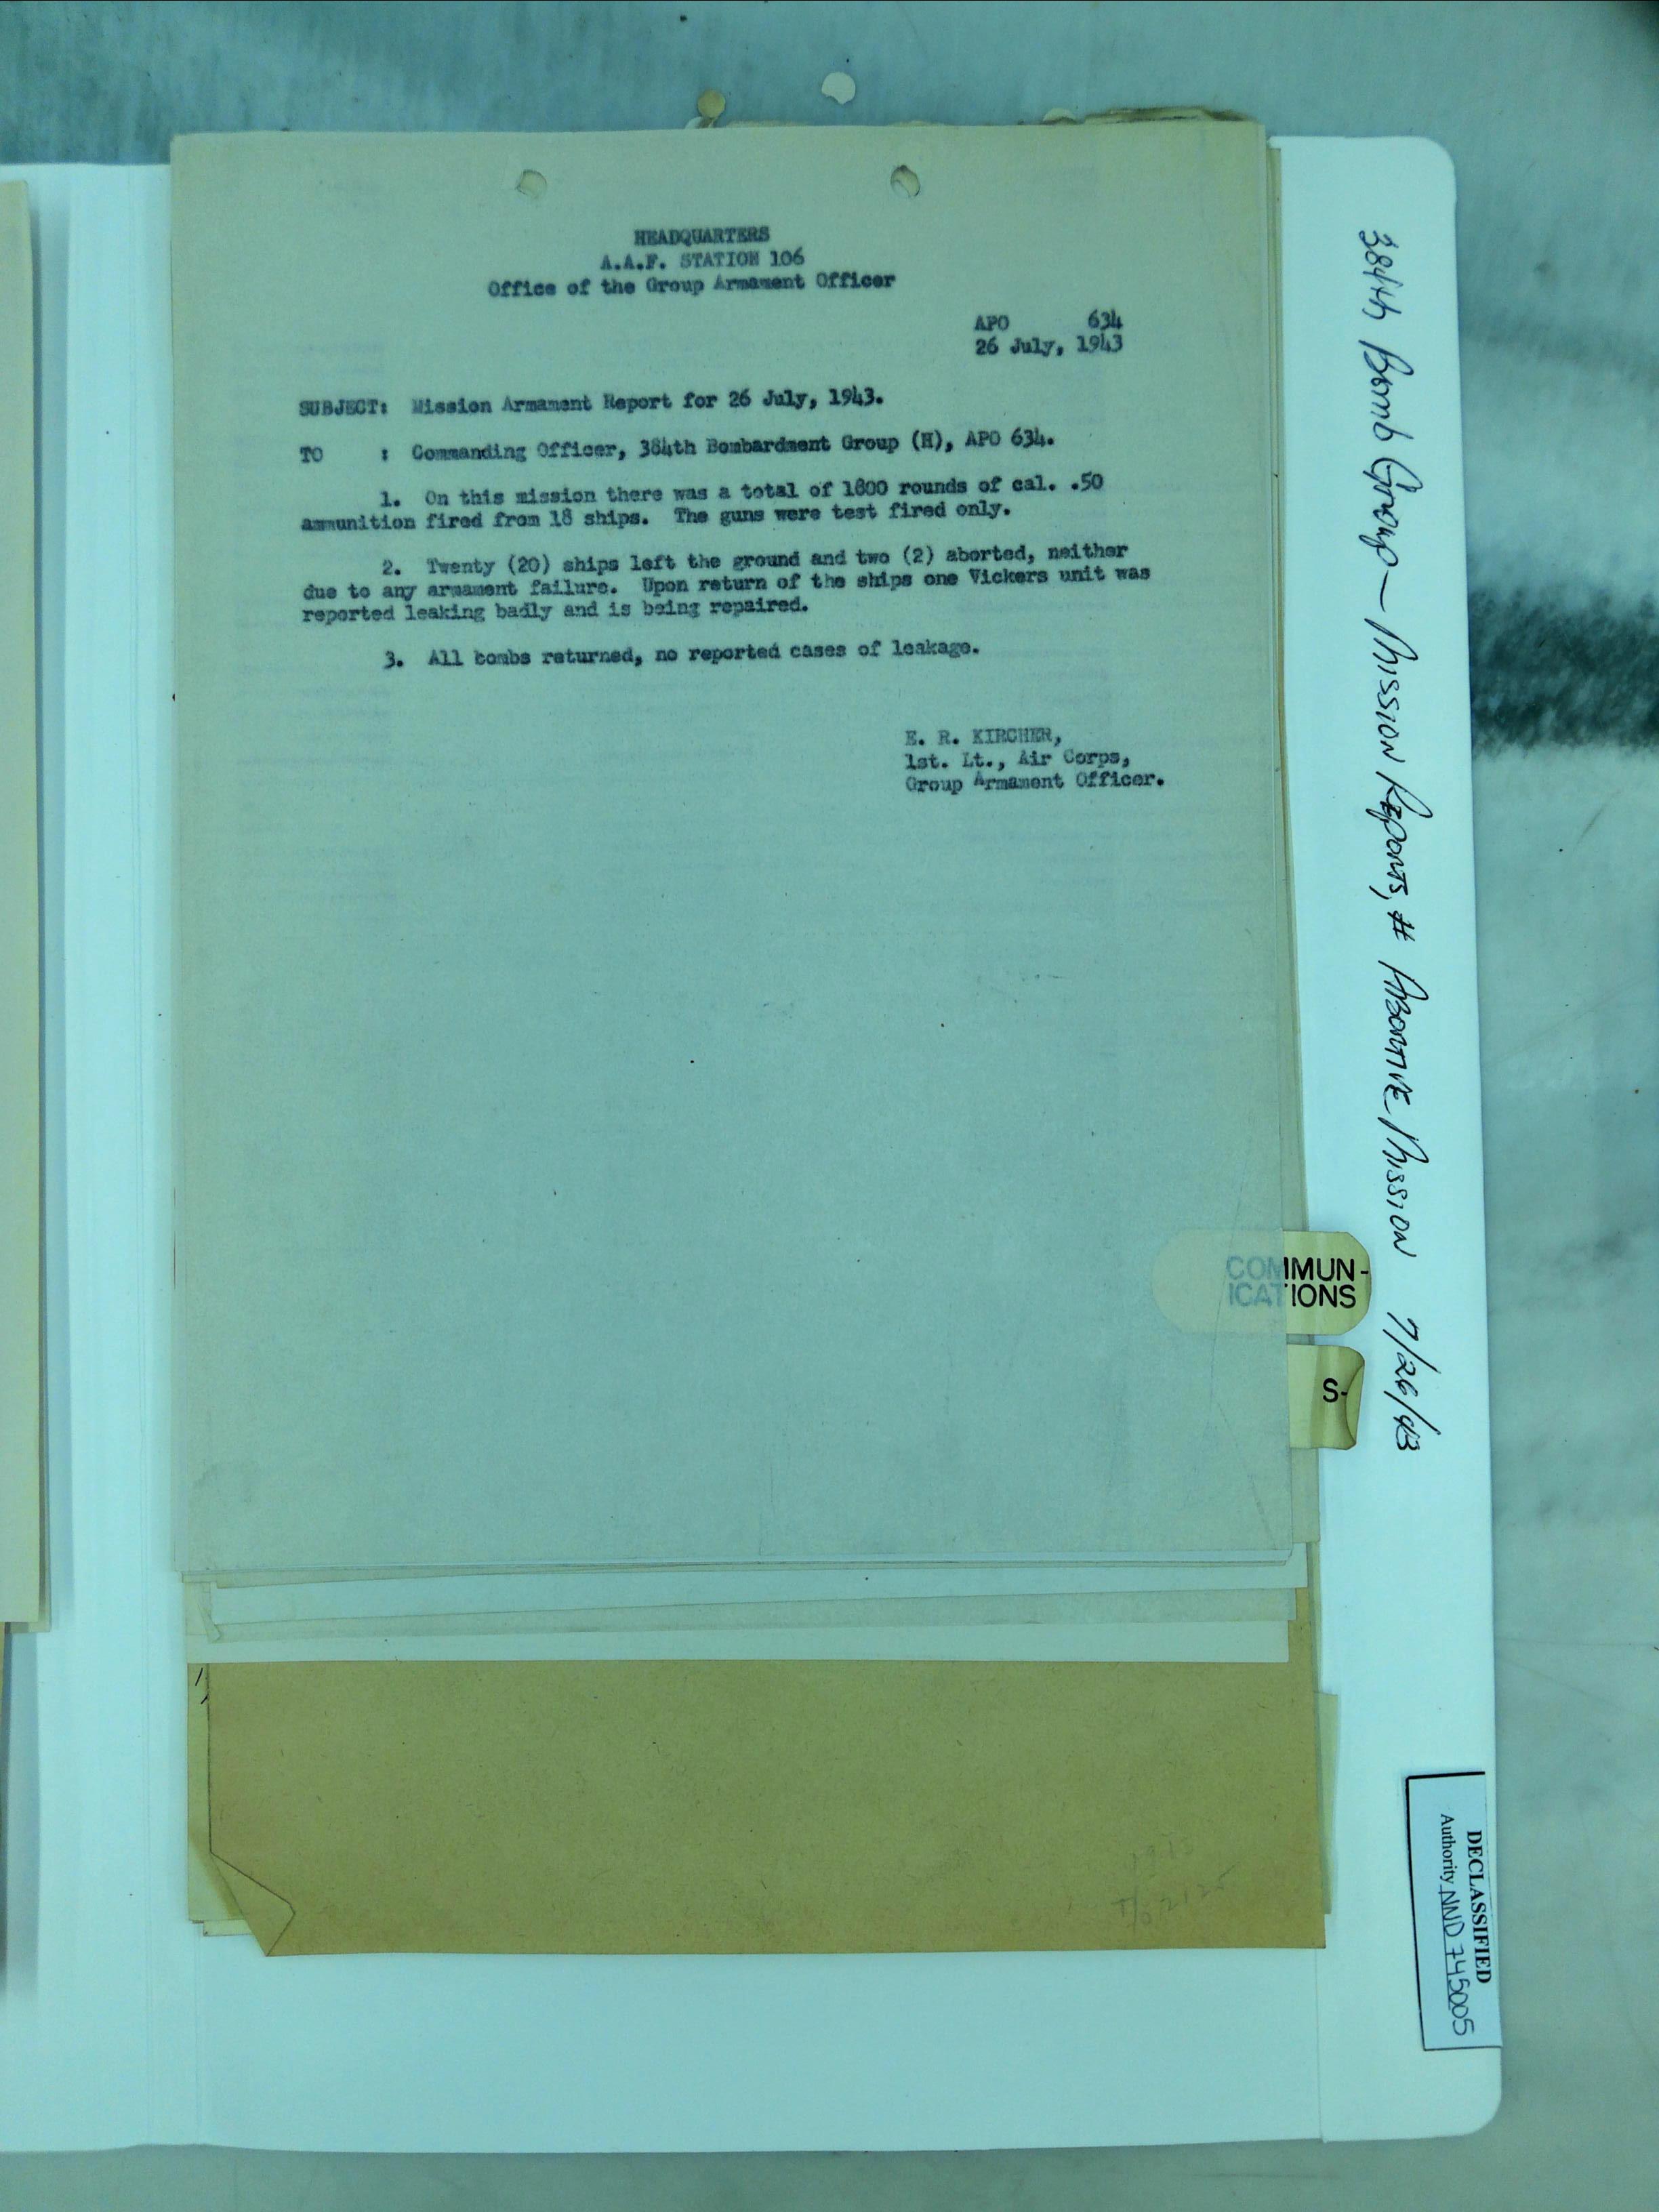 HEADQUARTERS
A.A.F. STATION 106
Office of the Group Armament Officer
APO 634
26 July, 1943
SUBJECT: Mission Armament Report for 26 July, 1943.
TO : Commanding Officer, 384th Bombardment Group (H), APO 634.
1. On this mission there was a total of 1800 rounds of cal. .50
ammunition fired from 18 ships. The guns were test fired only.
2. Twenty (20) ships left the ground and two (2) aborted, neither
due to any armament failure. Upon return of the ships one Vickers unit was
reported leaking badly and is being repaired.
3. All bombs returned, no reported cases of leakage.
E. R. KIRCHER,
1st. Lt., Air Corps,
Group Armament Officer.
COMMUN-
ICATIONS
S-
384th Bomb Group — Mission Reports, # Abortive Mission 7/26/43
DECLASSIFIED
Authority NND 745005